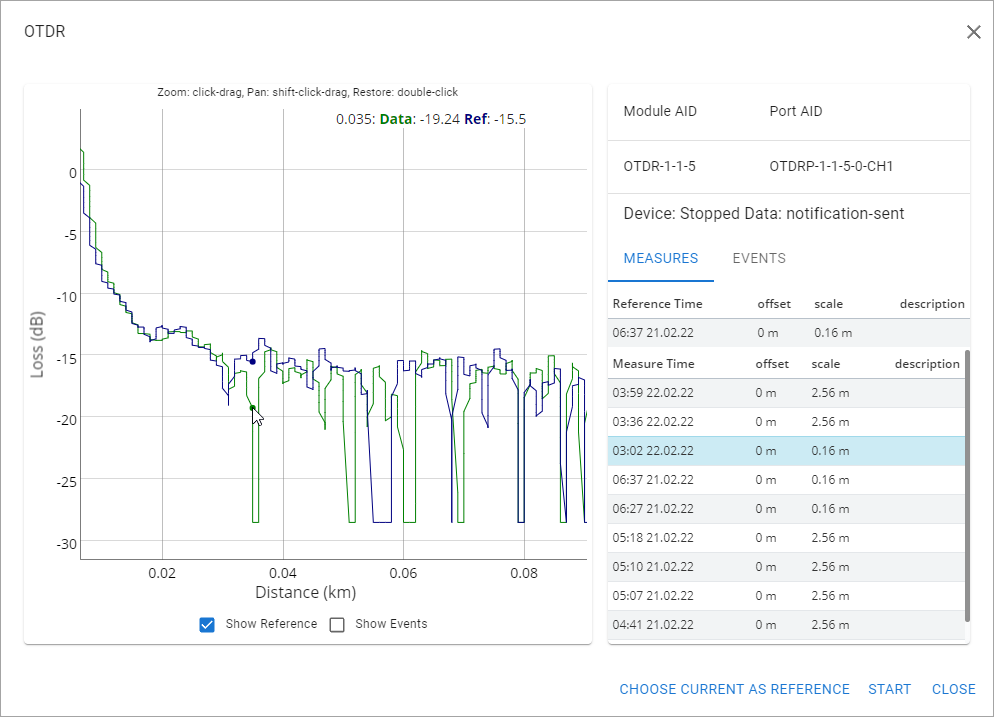 OTDR
Zoom: click-drag, Pan: shift-click-drag, Restore: double-click
0.035: Data: -19.24 Ref: -15.5
0
-5
-10
-15
-20
-25
-30
Loss (dB)
0.02 0.04 0.06 0.08
Distance (km)
Show Reference Show Events
Module AID Port AID
OTDR-1-1-5 OTDRP-1-1-5-0-CH1
Device: Stopped Data: notification-sent
MEASURES EVENTS
Reference Time offset scale description
06:37 21.02.22 0 m 0.16 m
Measure Time offset scale description
03:59 22.02.22 0 m 2.56 m
03:36 22.02.22 0 m 2.56 m
03:02 22.02.22 0 m 0.16 m
06:37 21.02.22 0 m 0.16 m
06:27 21.02.22 0 m 0.16 m
05:18 21.02.22 0 m 2.56 m
05:10 21.02.22 0 m 2.56 m
05:07 21.02.22 0 m 2.56 m
04:41 21.02.22 0 m 2.56 m
CHOOSE CURRENT AS REFERENCE START CLOSE